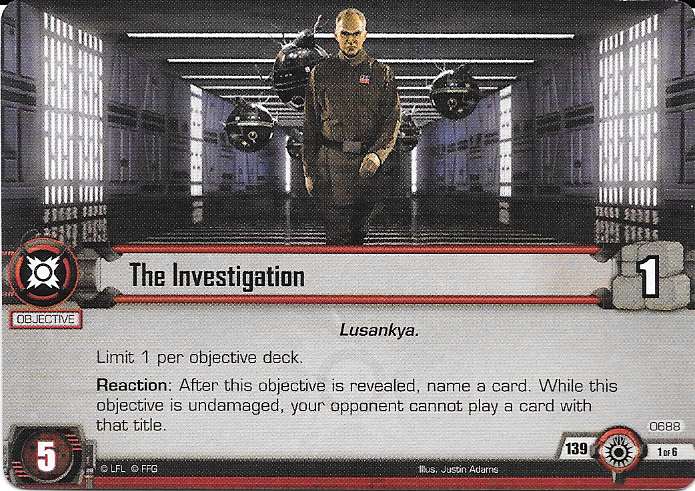 The Investigation
1
OBJECTIVE
Lusankya.
Limit 1 per objective deck.
Reaction: After this objective is revealed, name a card. While this
objective is undamaged, your opponent cannot play a card with
that title.
0688
5
© LFL © FFG
Illus. Justin Adams
139
1 OF 6